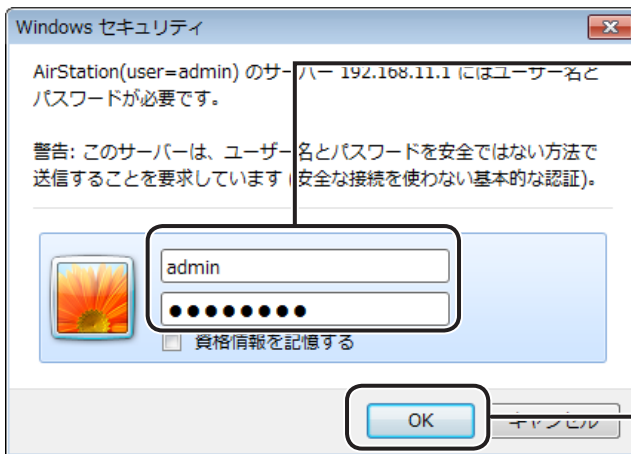 Windows セキュリティ
AirStation(user=admin) のサーバー 192.168.11.1 にはユーザー名と
パスワードが必要です。
警告: このサーバーは、ユーザー名とパスワードを安全ではない方法で
送信することを要求しています (安全な接続を使わない基本的な認証)。
admin
●●●●●●●●
資格情報を記憶する
OK
キャンセル